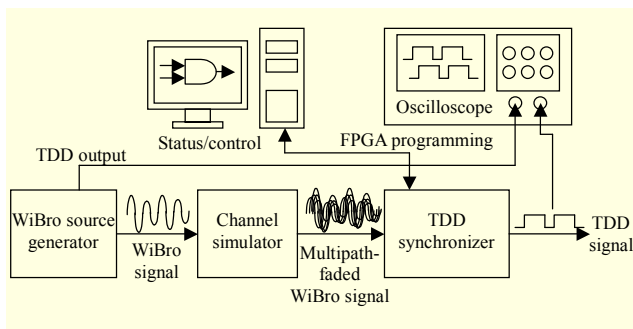 Oscilloscope
Status/control
FPGA programming
TDD output
WiBro source
generator
WiBro
signal
Channel
simulator
Multipath-
faded
WiBro signal
TDD
synchronizer
TDD
signal